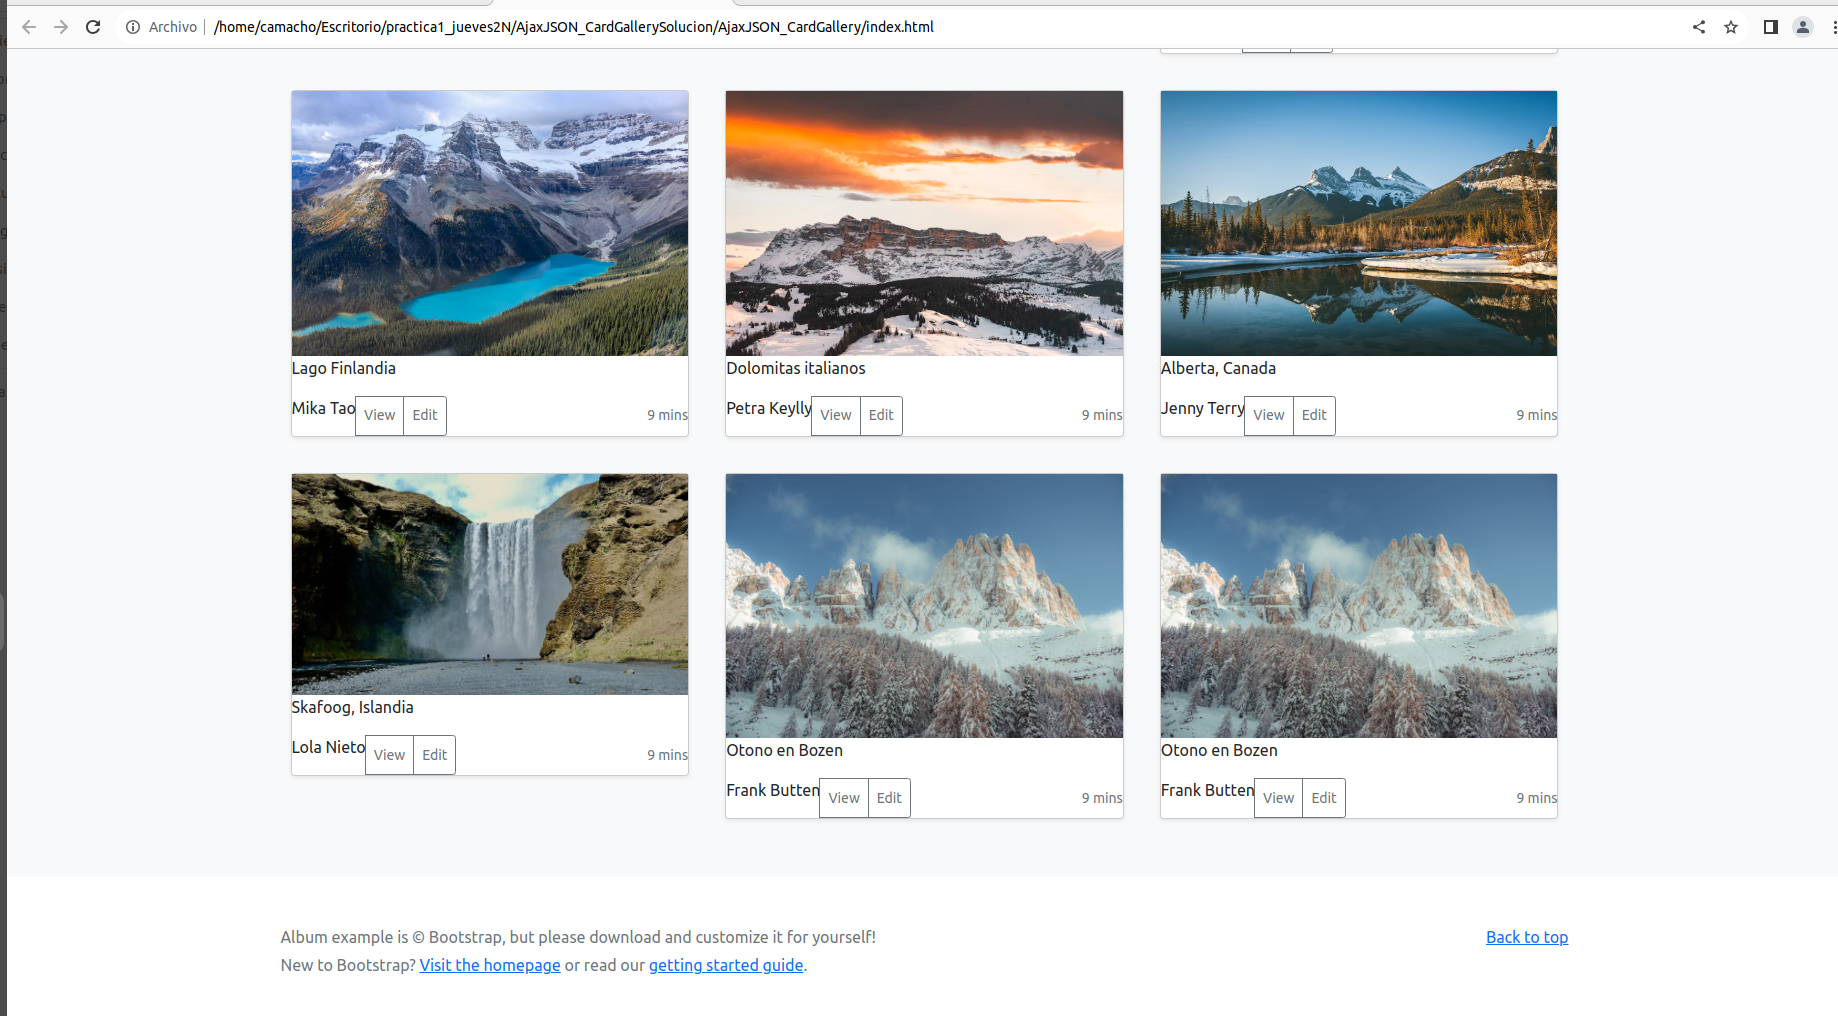 Archivo /home/camacho/Escritorio/practica1_jueves2N/AjaxJSON_CardGallerySolucion/AjaxJSON_CardGallery/index.html
Lago Finlandia
Mika Tao View Edit 9 mins
Dolomitas italianos
Petra Keylly View Edit 9 mins
Alberta, Canada
Jenny Terry View Edit 9 mins
Skafoog, Islandia
Lola Nieto View Edit 9 mins
Otono en Bozen
Frank Butten View Edit 9 mins
Otono en Bozen
Frank Butten View Edit 9 mins
Album example is © Bootstrap, but please download and customize it for yourself!
Back to top
New to Bootstrap? Visit the homepage or read our getting started guide.